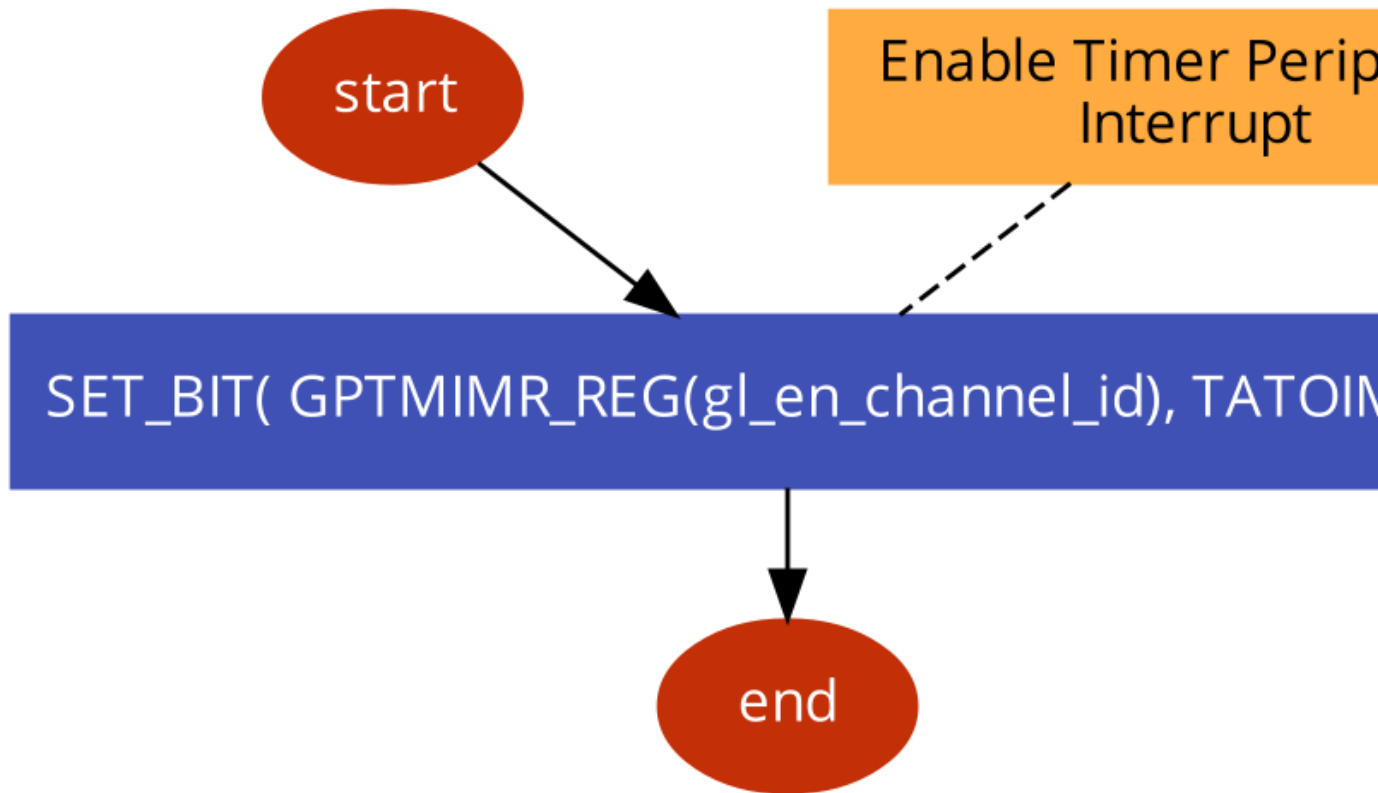 start
Enable Timer Perip
Interrupt
SET_BIT( GPTMIMR_REG(gl_en_channel_id), TATOIM
end